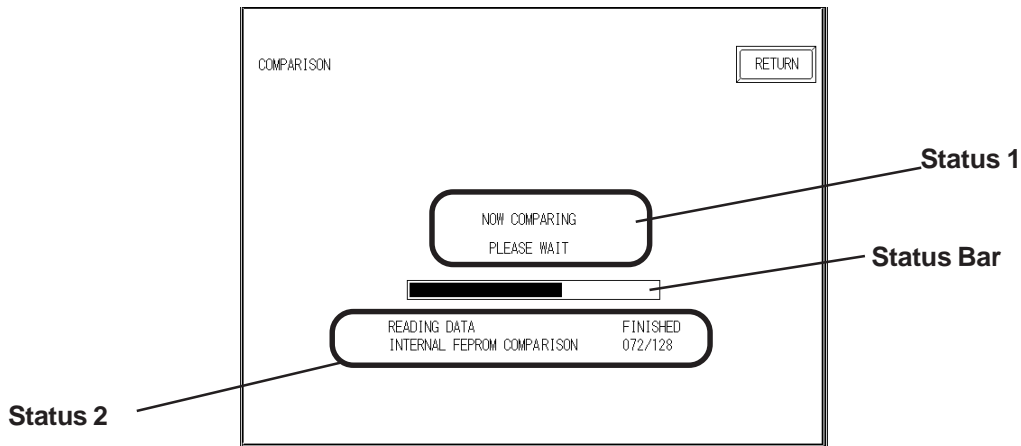 COMPARISON
RETURN
Status 1
NOW COMPARING
PLEASE WAIT
Status Bar
READING DATA FINISHED
INTERNAL FEPROM COMPARISON 072/128
Status 2